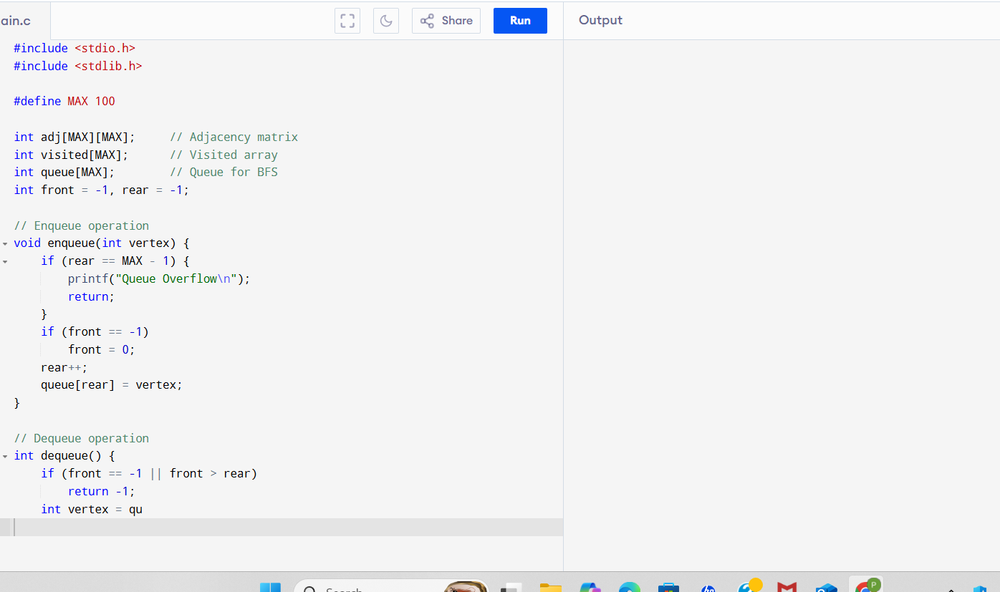 ain.c
Share
Run
Output
#include <stdio.h>
#include <stdlib.h>
#define MAX 100
int adj[MAX][MAX];     // Adjacency matrix
int visited[MAX];      // Visited array
int queue[MAX];        // Queue for BFS
int front = -1, rear = -1;
// Enqueue operation
void enqueue(int vertex) {
    if (rear == MAX - 1) {
        printf("Queue Overflow\n");
        return;
    }
    if (front == -1)
        front = 0;
    rear++;
    queue[rear] = vertex;
}
// Dequeue operation
int dequeue() {
    if (front == -1 || front > rear)
        return -1;
    int vertex = qu
Search
P